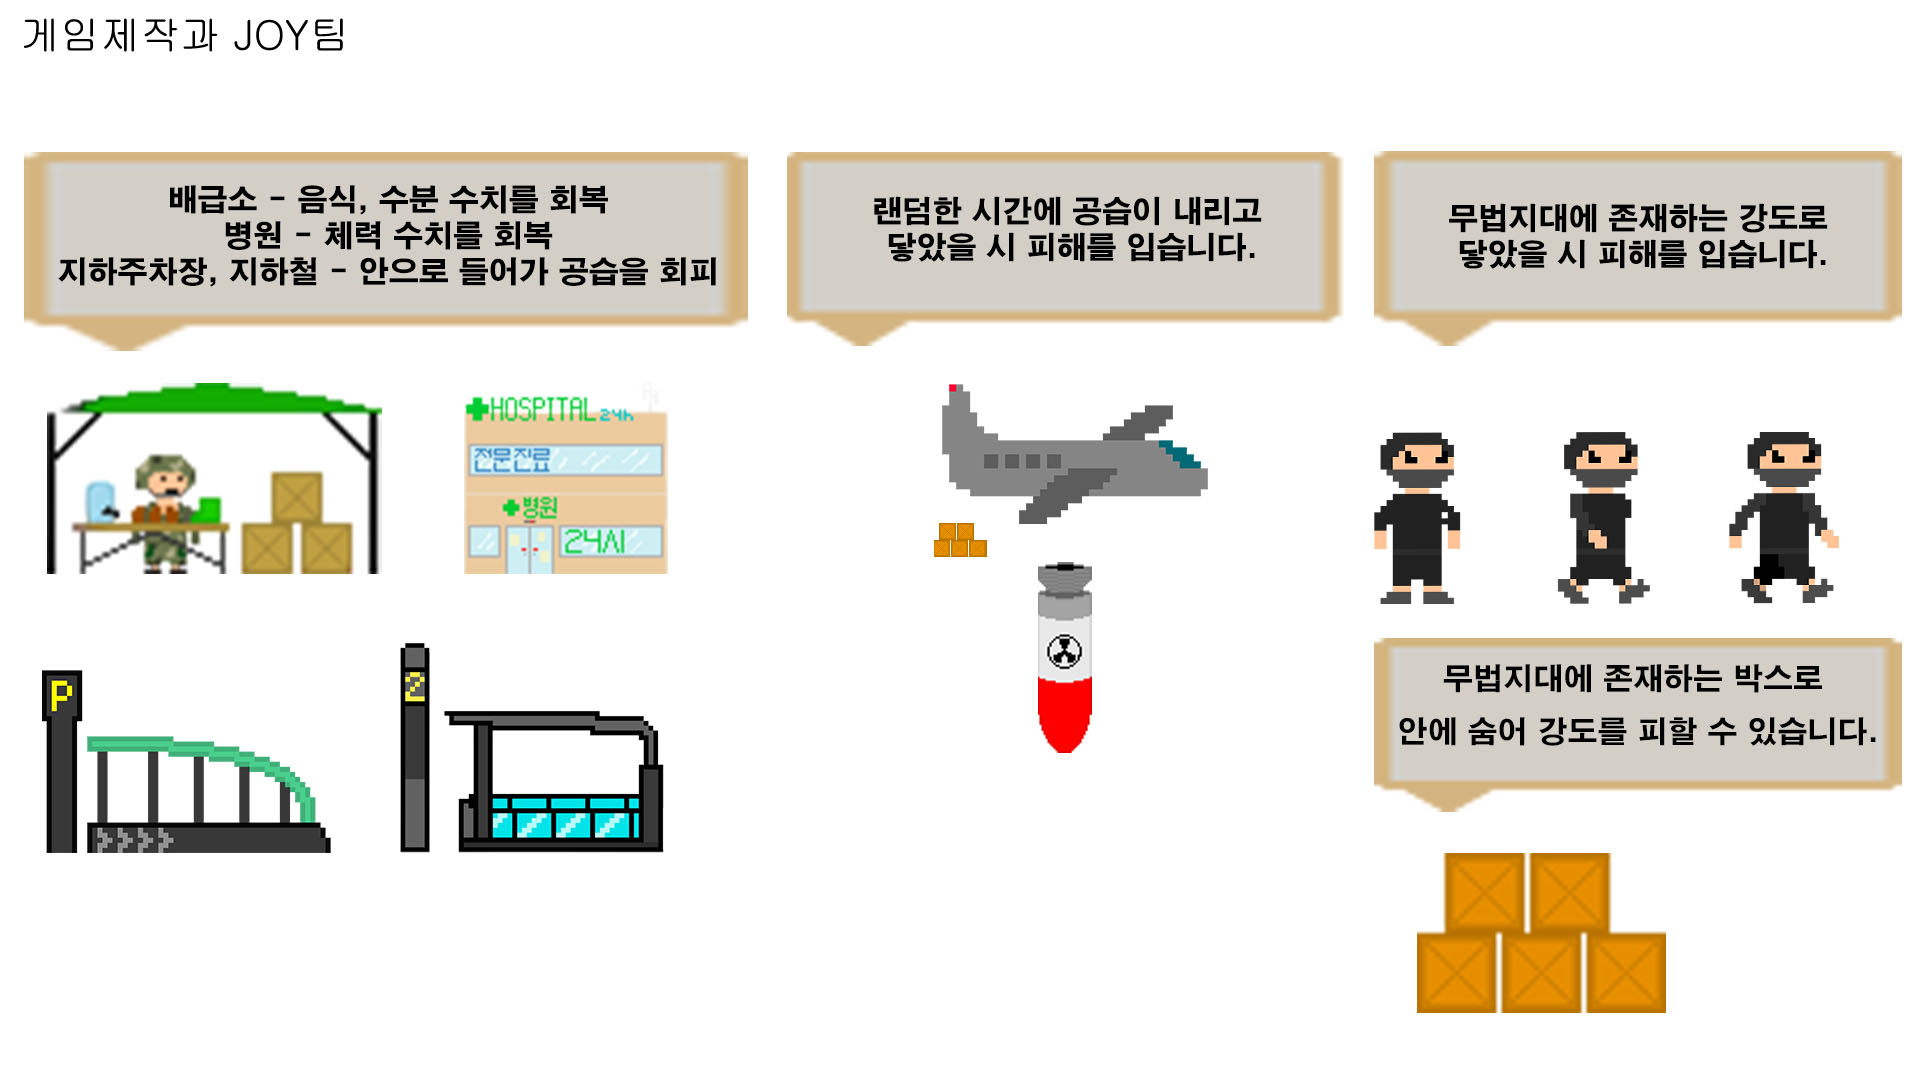 게임제작과 JOY팀
배급소 - 음식, 수분 수치를 회복
병원 - 체력 수치를 회복
지하주차장, 지하철 - 안으로 들어가 공습을 회피
랜덤한 시간에 공습이 내리고
닿았을 시 피해를 입습니다.
무법지대에 존재하는 강도로
닿았을 시 피해를 입습니다.
HOSPITAL 24h
전문진료
병원
24시
P
2
무법지대에 존재하는 박스로
안에 숨어 강도를 피할 수 있습니다.